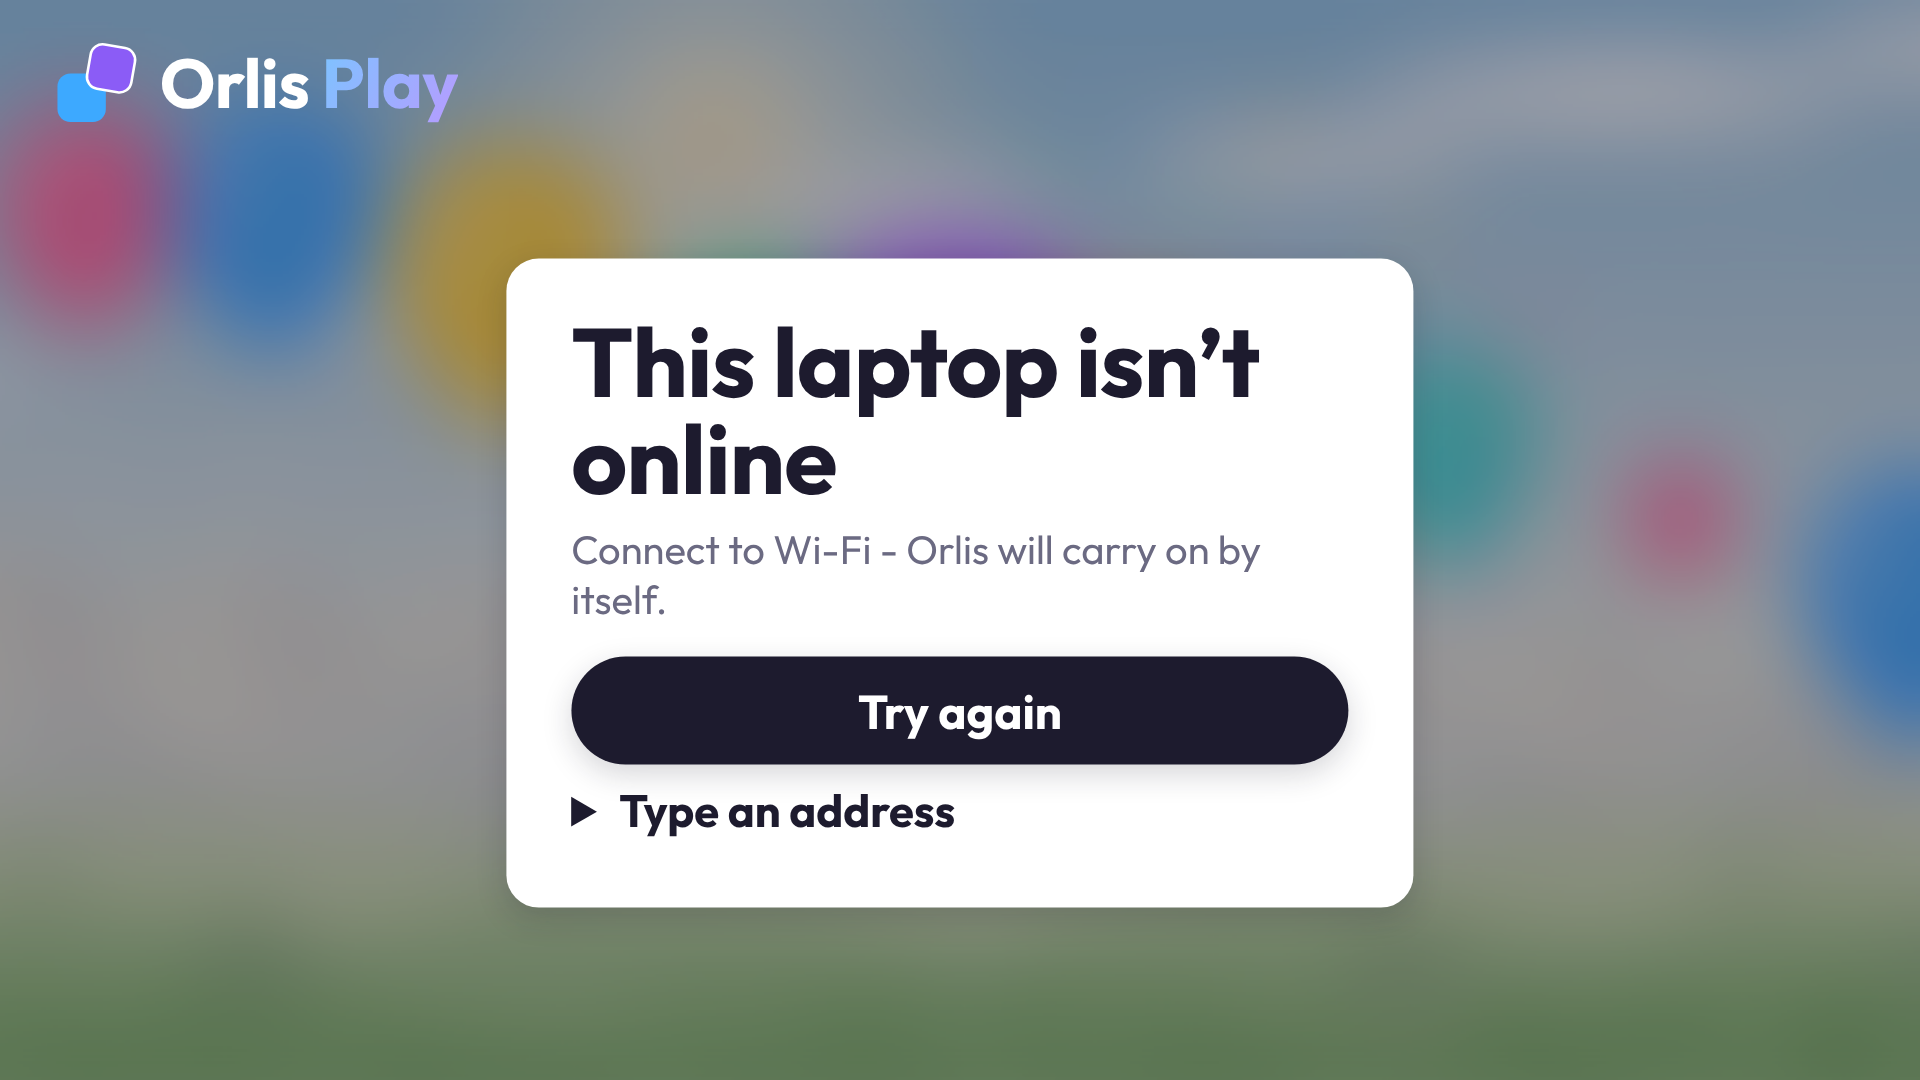 Orlis Play
This laptop isn’t
online
Connect to Wi-Fi - Orlis will carry on by
itself.
Try again
Type an address